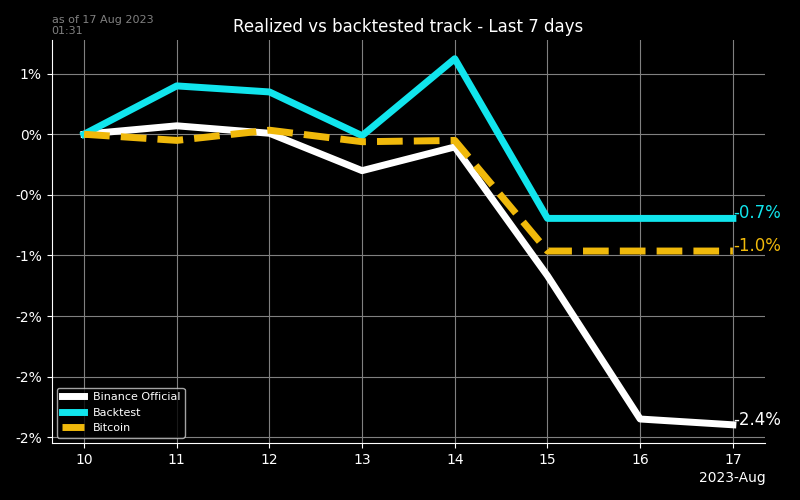 as of 17 Aug 2023
01:31
Realized vs backtested track - Last 7 days
1%
0%
-0%
-1%
-2%
-2%
-2%
-0.7%
-1.0%
-2.4%
Binance Official
Backtest
Bitcoin
10 11 12 13 14 15 16 17
2023-Aug